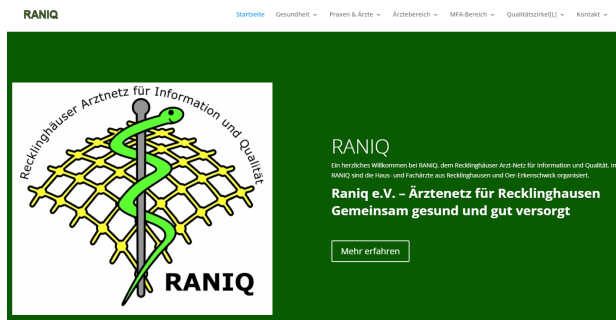 RANIQ
Startseite Gesundheit Praxen & Ärzte Ärztebereich MFA-Bereich Qualitätszirkel[L] Kontakt
Recklinghäuser Arztnetz für Information und Qualität
RANIQ
RANIQ
Ein herzliches Willkommen bei RANIQ, dem Recklinghäuser Arzt-Netz für Information und Qualität. In
RANIQ sind die Haus- und Fachärzte aus Recklinghausen und Oer-Erkenschwick organisiert.
Raniq e.V. – Ärztenetz für Recklinghausen
Gemeinsam gesund und gut versorgt
Mehr erfahren